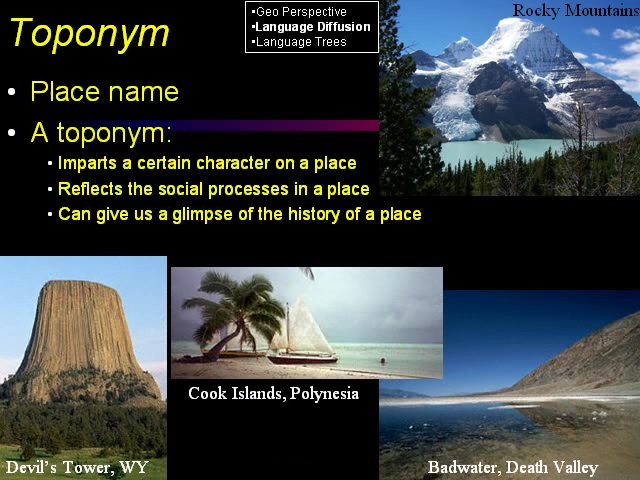 Toponym
•Geo Perspective
•Language Diffusion
•Language Trees
Rocky Mountains
• Place name
• A toponym:
• Imparts a certain character on a place
• Reflects the social processes in a place
• Can give us a glimpse of the history of a place
Cook Islands, Polynesia
Devil's Tower, WY
Badwater, Death Valley